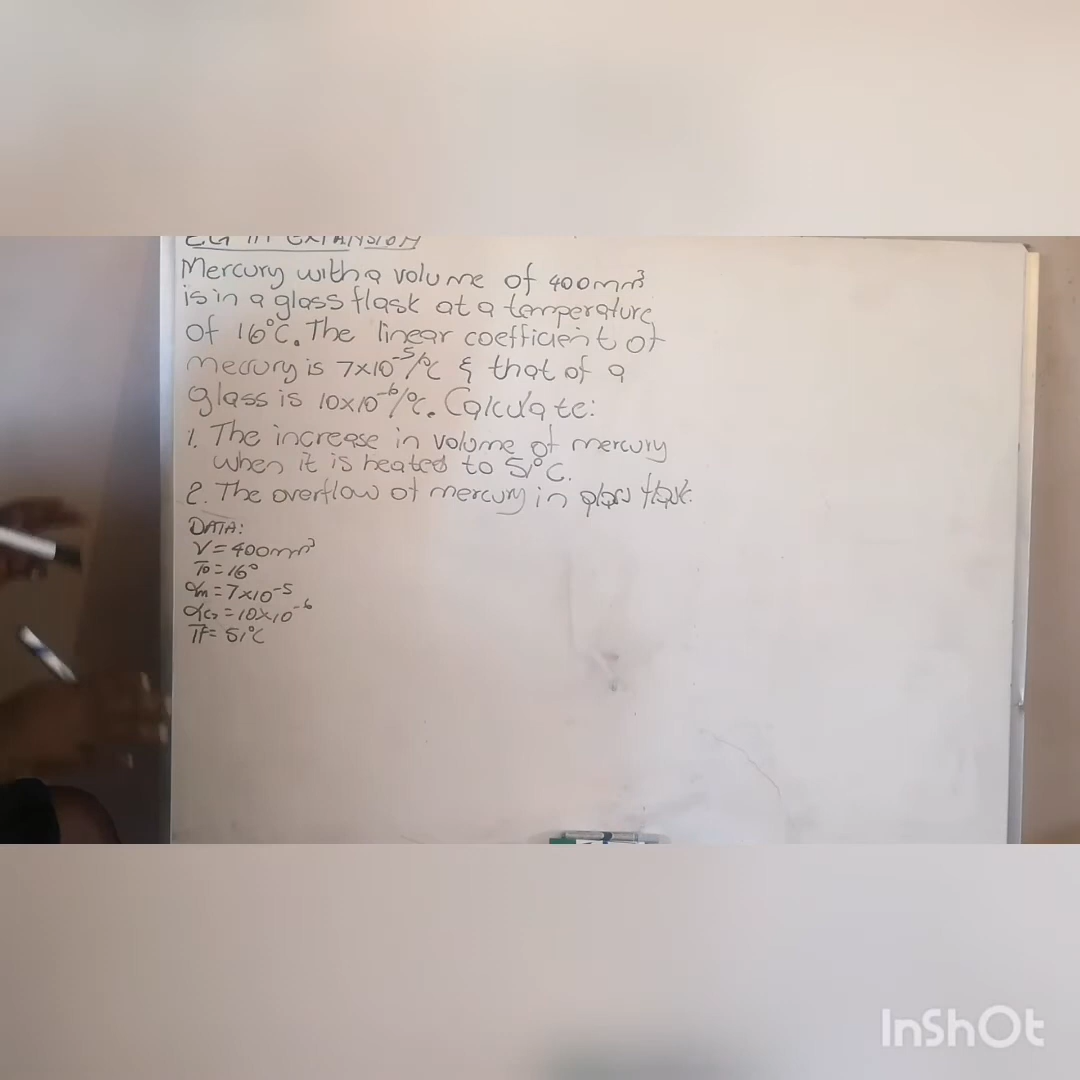 EXPANSION
Mercury with a volume of 400mm³
is in a glass flask at a temperature
of 16°C. The linear coefficient of
mercury is 7×10⁻⁵/°C & that of a
glass is 10×10⁻⁶/°C. Calculate:
1. The increase in volume of mercury
when it is heated to 51°C.
2. The overflow of mercury in glass flask.
DATA:
V=400mm³
To=16°
αm=7×10⁻⁵
αG=10×10⁻⁶
TF=51°C
InShOt